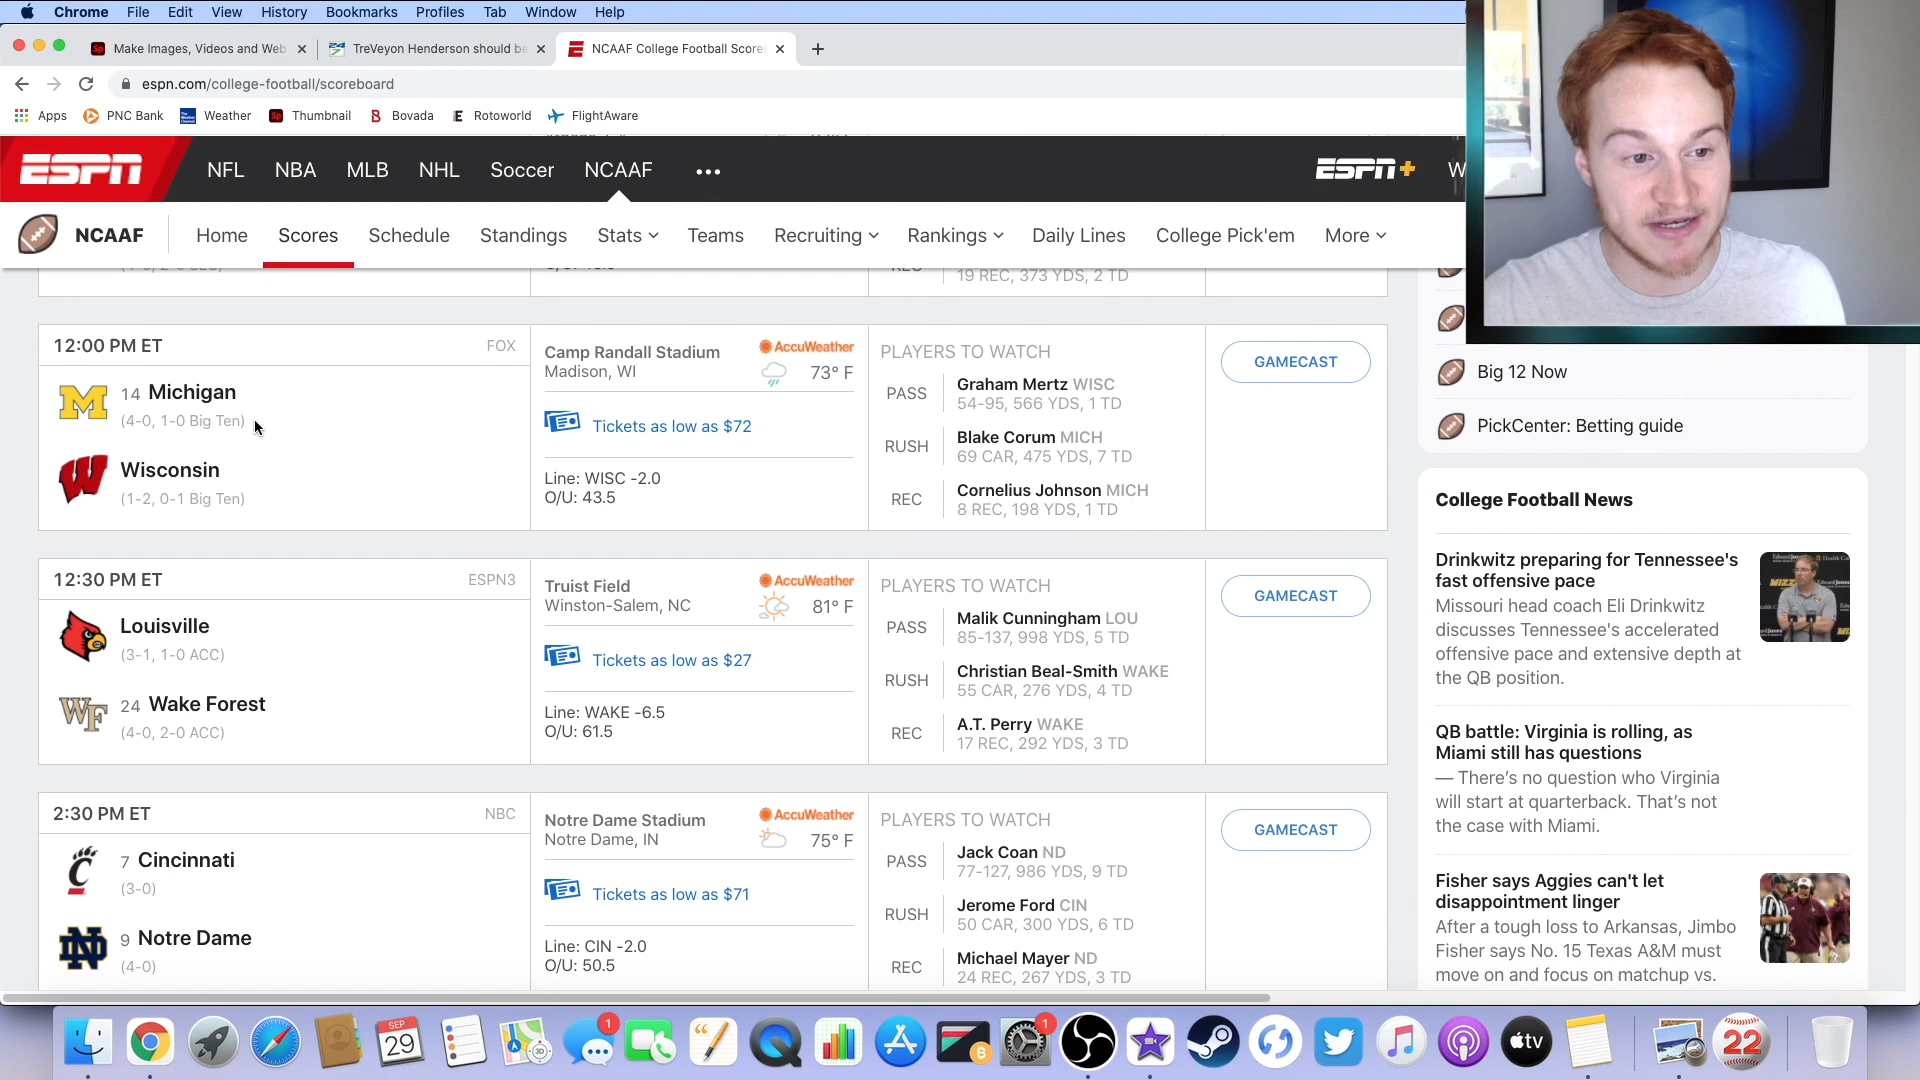 Chrome File Edit View History Bookmarks Profiles Tab Window Help
Make Images, Videos and Web
TreVeyon Henderson should be
NCAAF College Football Scores
espn.com/college-football/scoreboard
Apps PNC Bank Weather Thumbnail Bovada Rotoworld FlightAware
ESPN NFL NBA MLB NHL Soccer NCAAF ESPN+ W
NCAAF Home Scores Schedule Standings Stats Teams Recruiting Rankings Daily Lines College Pick'em More
19 REC, 373 YDS, 2 TD
12:00 PM ET FOX
14 Michigan
(4-0, 1-0 Big Ten)
Wisconsin
(1-2, 0-1 Big Ten)
Camp Randall Stadium
Madison, WI
AccuWeather
73° F
Tickets as low as $72
Line: WISC -2.0
O/U: 43.5
PLAYERS TO WATCH
PASS
Graham Mertz WISC
54-95, 566 YDS, 1 TD
RUSH
Blake Corum MICH
69 CAR, 475 YDS, 7 TD
REC
Cornelius Johnson MICH
8 REC, 198 YDS, 1 TD
GAMECAST
12:30 PM ET ESPN3
Louisville
(3-1, 1-0 ACC)
24 Wake Forest
(4-0, 2-0 ACC)
Truist Field
Winston-Salem, NC
AccuWeather
81° F
Tickets as low as $27
Line: WAKE -6.5
O/U: 61.5
PLAYERS TO WATCH
PASS
Malik Cunningham LOU
85-137, 998 YDS, 5 TD
RUSH
Christian Beal-Smith WAKE
55 CAR, 276 YDS, 4 TD
REC
A.T. Perry WAKE
17 REC, 292 YDS, 3 TD
GAMECAST
2:30 PM ET NBC
7 Cincinnati
(3-0)
9 Notre Dame
(4-0)
Notre Dame Stadium
Notre Dame, IN
AccuWeather
75° F
Tickets as low as $71
Line: CIN -2.0
O/U: 50.5
PLAYERS TO WATCH
PASS
Jack Coan ND
77-127, 986 YDS, 9 TD
RUSH
Jerome Ford CIN
50 CAR, 300 YDS, 6 TD
REC
Michael Mayer ND
24 REC, 267 YDS, 3 TD
GAMECAST
Big 12 Now
PickCenter: Betting guide
College Football News
Drinkwitz preparing for Tennessee's
fast offensive pace
Missouri head coach Eli Drinkwitz
discusses Tennessee's accelerated
offensive pace and extensive depth at
the QB position.
QB battle: Virginia is rolling, as
Miami still has questions
— There's no question who Virginia
will start at quarterback. That's not
the case with Miami.
Fisher says Aggies can't let
disappointment linger
After a tough loss to Arkansas, Jimbo
Fisher says No. 15 Texas A&M must
move on and focus on matchup vs.
SEP
29
1
1
tv
22